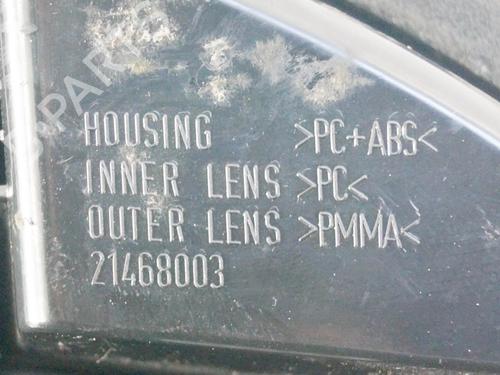 HOUSING >PC+ABS<
INNER LENS >PC<
OUTER LENS >PMMA<
21468003